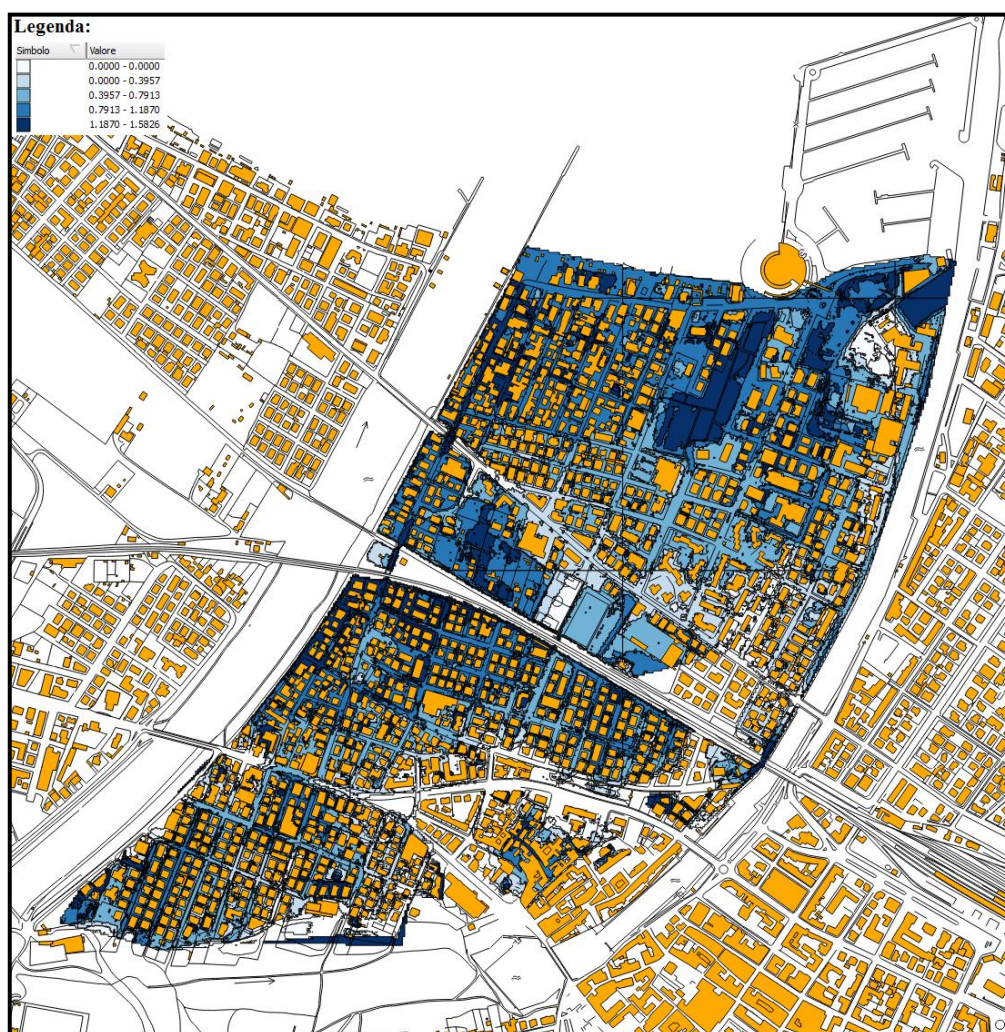 Legenda:
Simbolo Valore
0.0000 - 0.0000
0.0000 - 0.3957
0.3957 - 0.7913
0.7913 - 1.1870
1.1870 - 1.5826